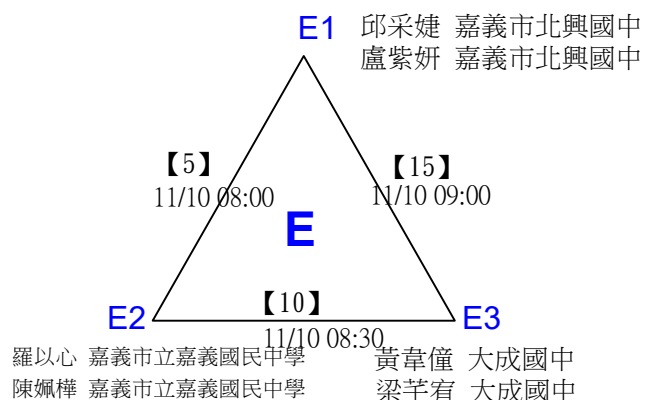 E1 邱采婕 嘉義市北興國中
盧紫妍 嘉義市北興國中
【5】
11/10 08:00
【15】
11/10 09:00
E
【10】
11/10 08:30
E2
E3
羅以心 嘉義市立嘉義國民中學
陳姵樺 嘉義市立嘉義國民中學
黃韋僮 大成國中
梁芊宥 大成國中